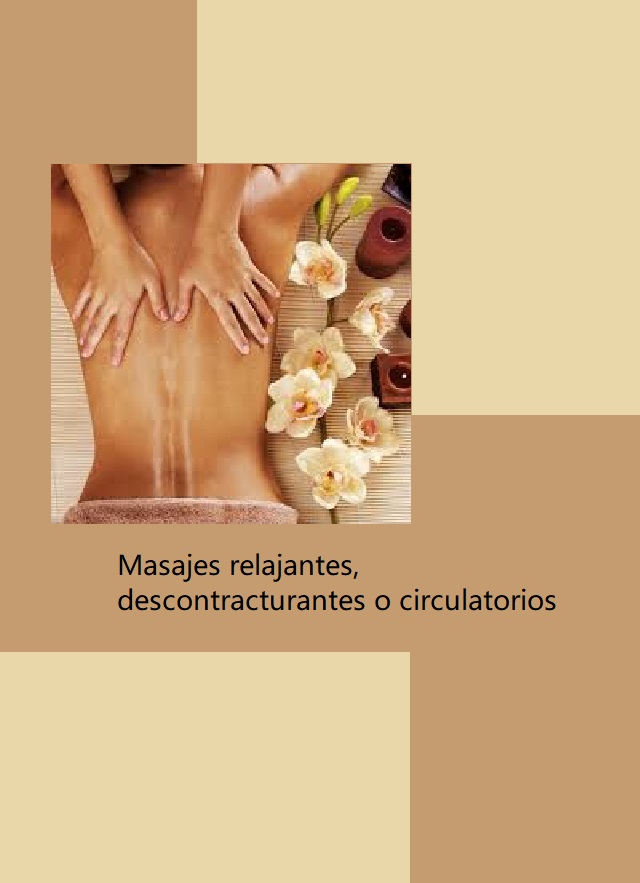 Masajes relajantes,
descontracturantes o circulatorios